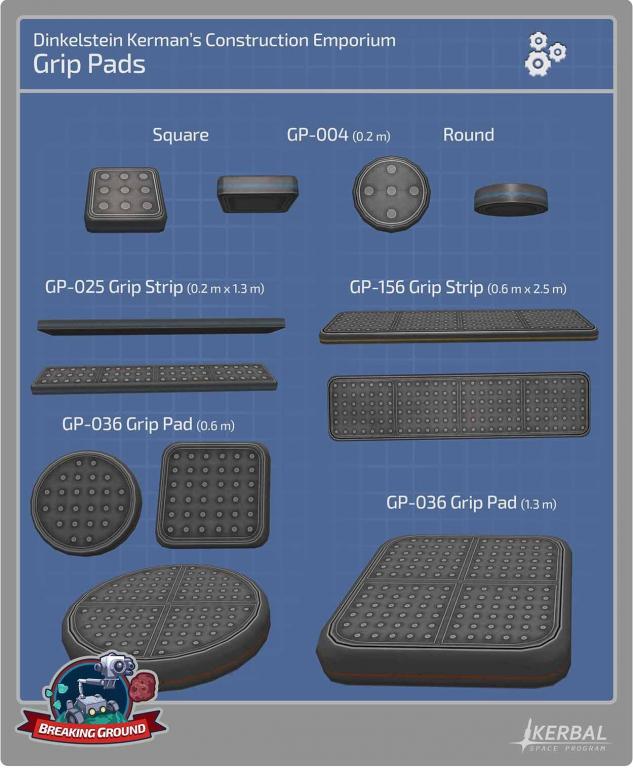 Dinkelstein Kerman's Construction Emporium
Grip Pads
Square GP-004 (0.2 m) Round
GP-025 Grip Strip (0.2 m x 1.3 m)
GP-156 Grip Strip (0.6 m x 2.5 m)
GP-036 Grip Pad (0.6 m)
GP-036 Grip Pad (1.3 m)
BREAKING GROUND
KERBAL
SPACE PROGRAM